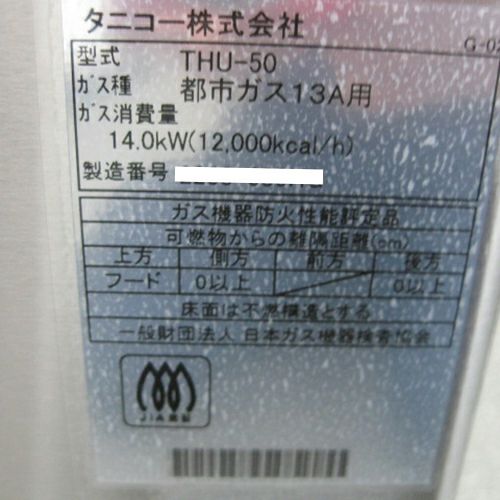 タニコー株式会社
型式 THU-50
ガス種 都市ガス13A用
ガス消費量
14.0kW(12,000kcal/h)
製造番号
ガス機器防火性能評定品
可燃物からの離隔距離(cm)
上方 側方 前方 後方
フード 0以上 0以上
床面は不燃構造とする
一般財団法人 日本ガス機器検査協会